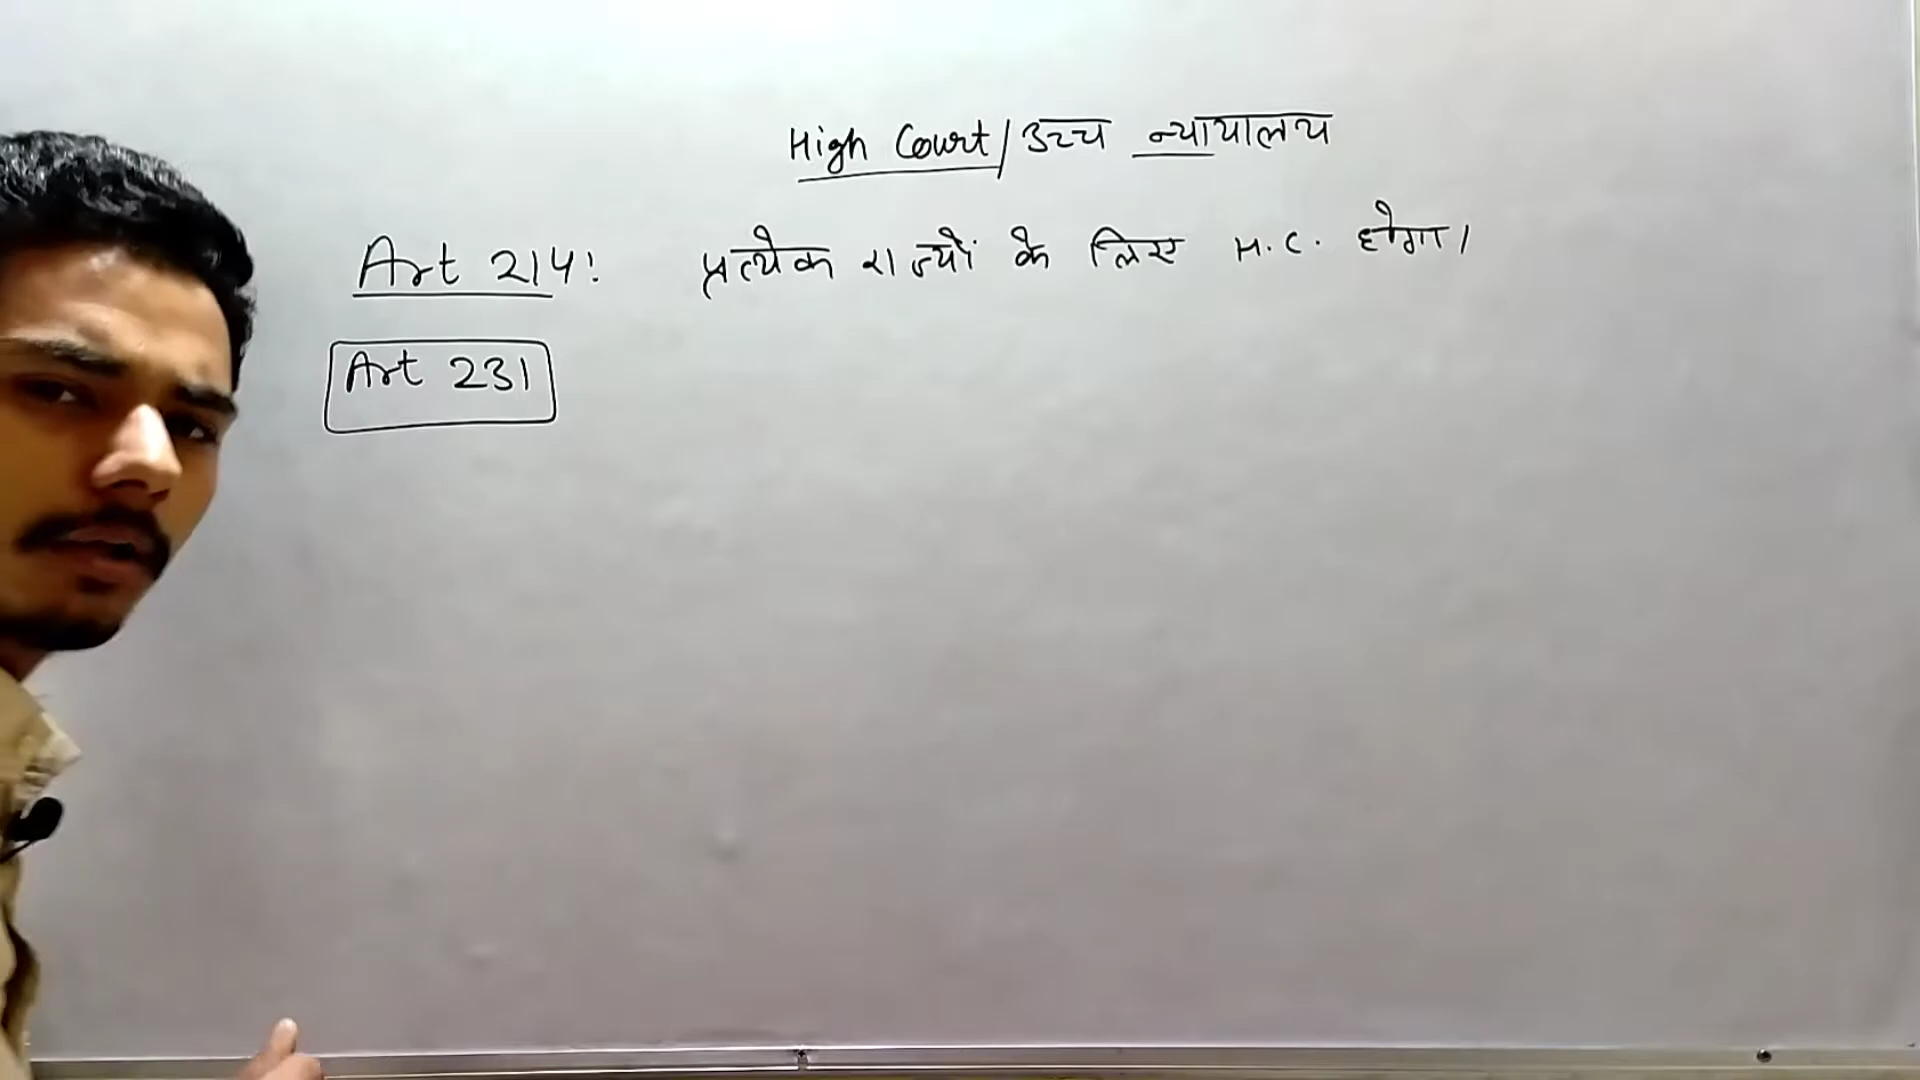 High Court/उच्च न्यायालय
Art 214: प्रत्येक राज्यों के लिए H.C. होगा।
Art 231